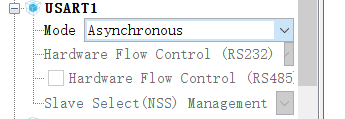 USART1
Mode Asynchronous
Hardware Flow Control (RS232)
Hardware Flow Control (RS485
Slave Select(NSS) Management